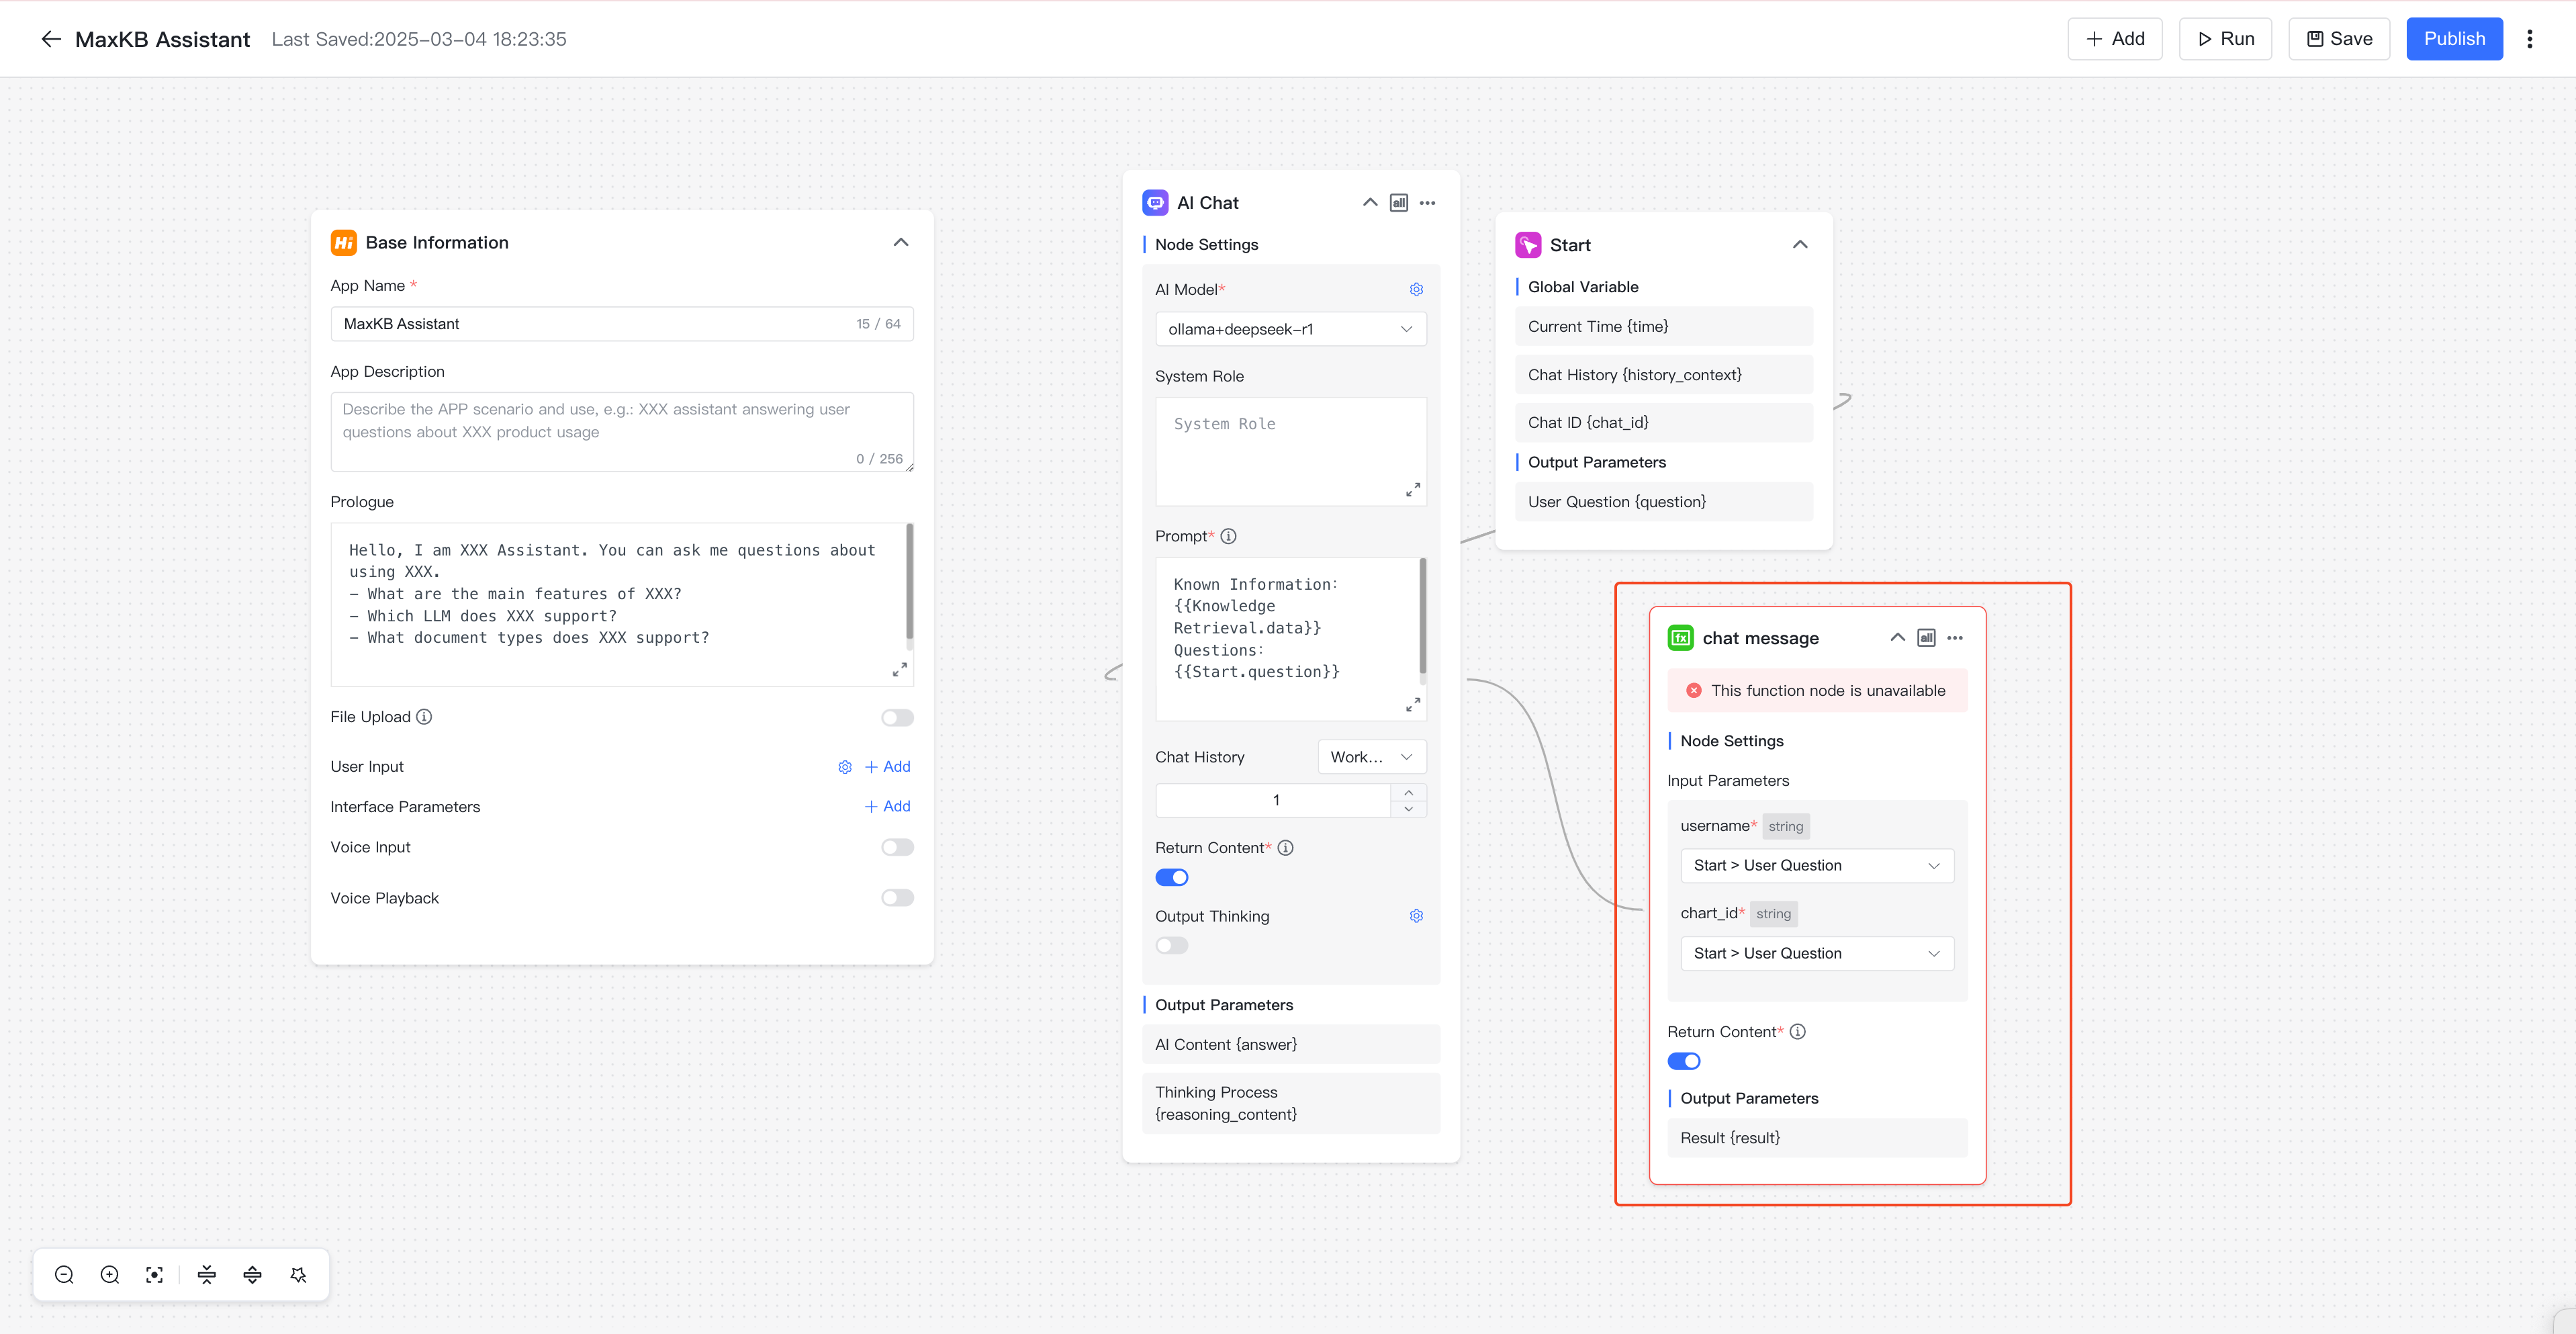 MaxKB Assistant
Last Saved:2025-03-04 18:23:35
Add
Run
Save
Publish
Hi
Base Information
App Name *
MaxKB Assistant
15 / 64
App Description
Describe the APP scenario and use, e.g.: XXX assistant answering user
questions about XXX product usage
0 / 256
Prologue
Hello, I am XXX Assistant. You can ask me questions about
using XXX.
- What are the main features of XXX?
- Which LLM does XXX support?
- What document types does XXX support?
File Upload
User Input
Add
Interface Parameters
Add
Voice Input
Voice Playback
AI Chat
all
Node Settings
AI Model*
ollama+deepseek-r1
System Role
System Role
Prompt*
Known Information:
{{Knowledge
Retrieval.data}}
Questions:
{{Start.question}}
Chat History
Work...
1
Return Content*
Output Thinking
Output Parameters
AI Content {answer}
Thinking Process
{reasoning_content}
Start
Global Variable
Current Time {time}
Chat History {history_context}
Chat ID {chat_id}
Output Parameters
User Question {question}
fx
chat message
all
This function node is unavailable
Node Settings
Input Parameters
username* string
Start > User Question
chart_id* string
Start > User Question
Return Content*
Output Parameters
Result {result}